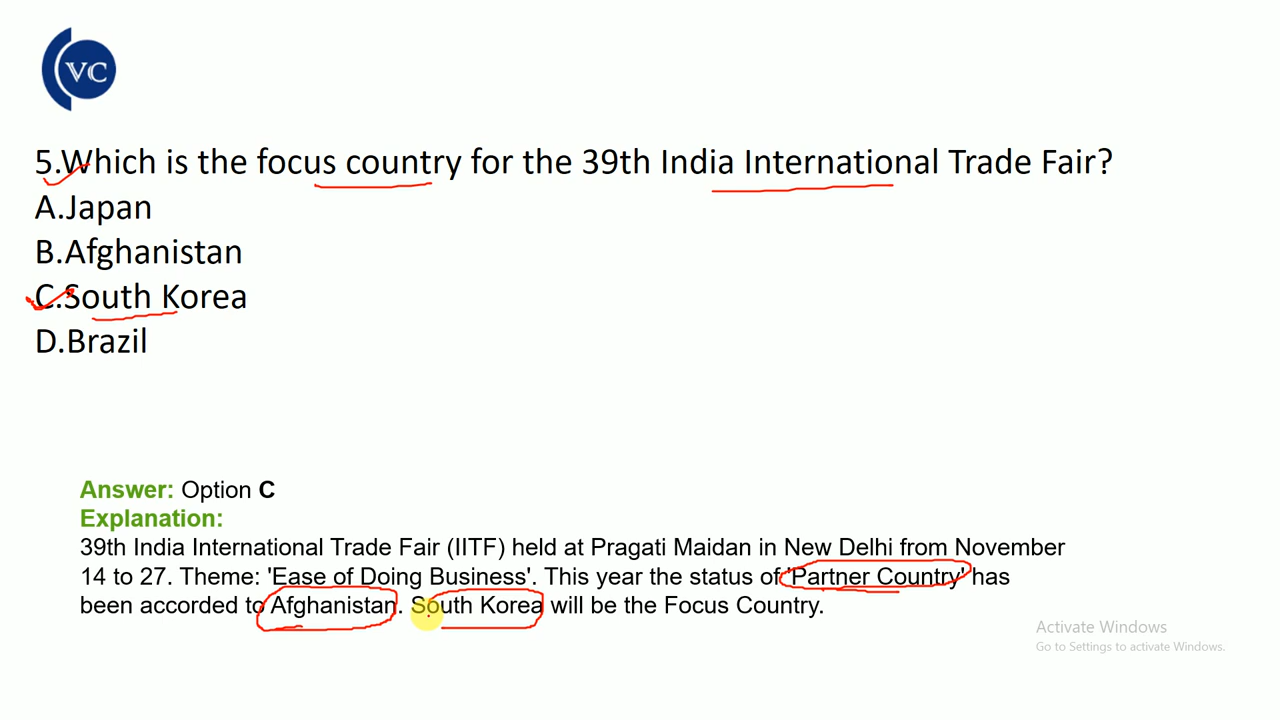 VC
5.Which is the focus country for the 39th India International Trade Fair?
A.Japan
B.Afghanistan
C.South Korea
D.Brazil
Answer: Option C
Explanation:
39th India International Trade Fair (IITF) held at Pragati Maidan in New Delhi from November
14 to 27. Theme: 'Ease of Doing Business'. This year the status of 'Partner Country' has
been accorded to Afghanistan. South Korea will be the Focus Country.
Activate Windows
Go to Settings to activate Windows.